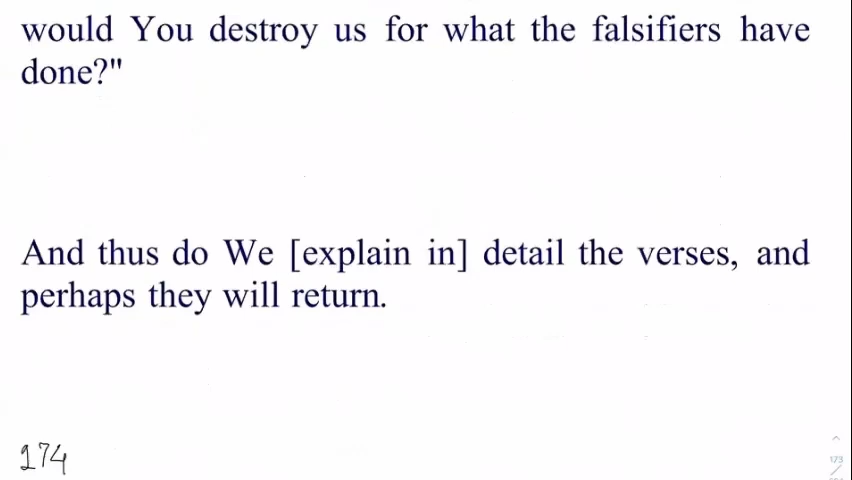 would You destroy us for what the falsifiers have
done?"
And thus do We [explain in] detail the verses, and
perhaps they will return.
174
173